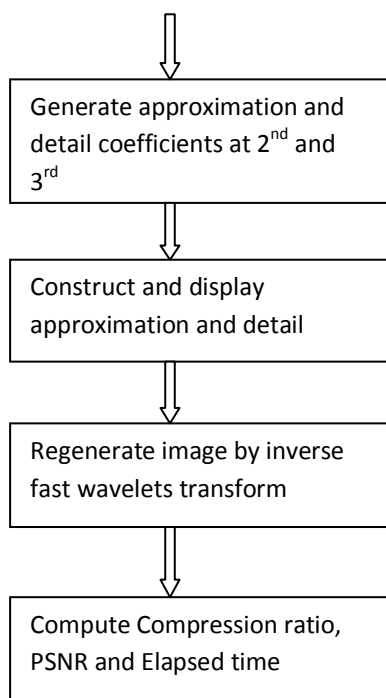 Generate approximation and
detail coefficients at 2nd and
3rd
Construct and display
approximation and detail
Regenerate image by inverse
fast wavelets transform
Compute Compression ratio,
PSNR and Elapsed time